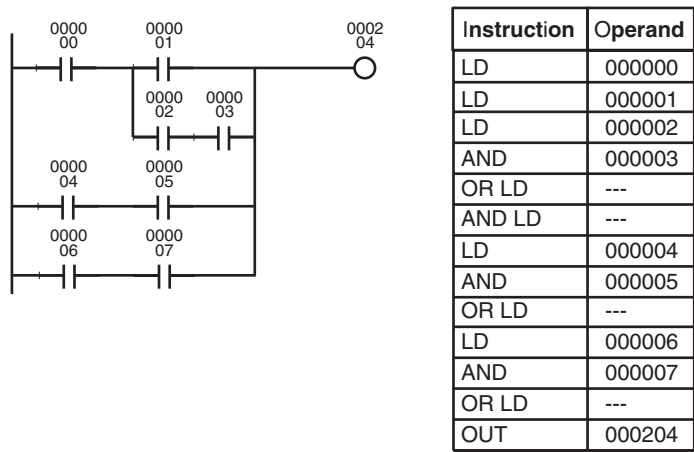 0000 0000 0002
00 01 04
0000 0000
02 03
0000 0000
04 05
0000 0000
06 07
Instruction Operand
LD 000000
LD 000001
LD 000002
AND 000003
OR LD ---
AND LD ---
LD 000004
AND 000005
OR LD ---
LD 000006
AND 000007
OR LD ---
OUT 000204